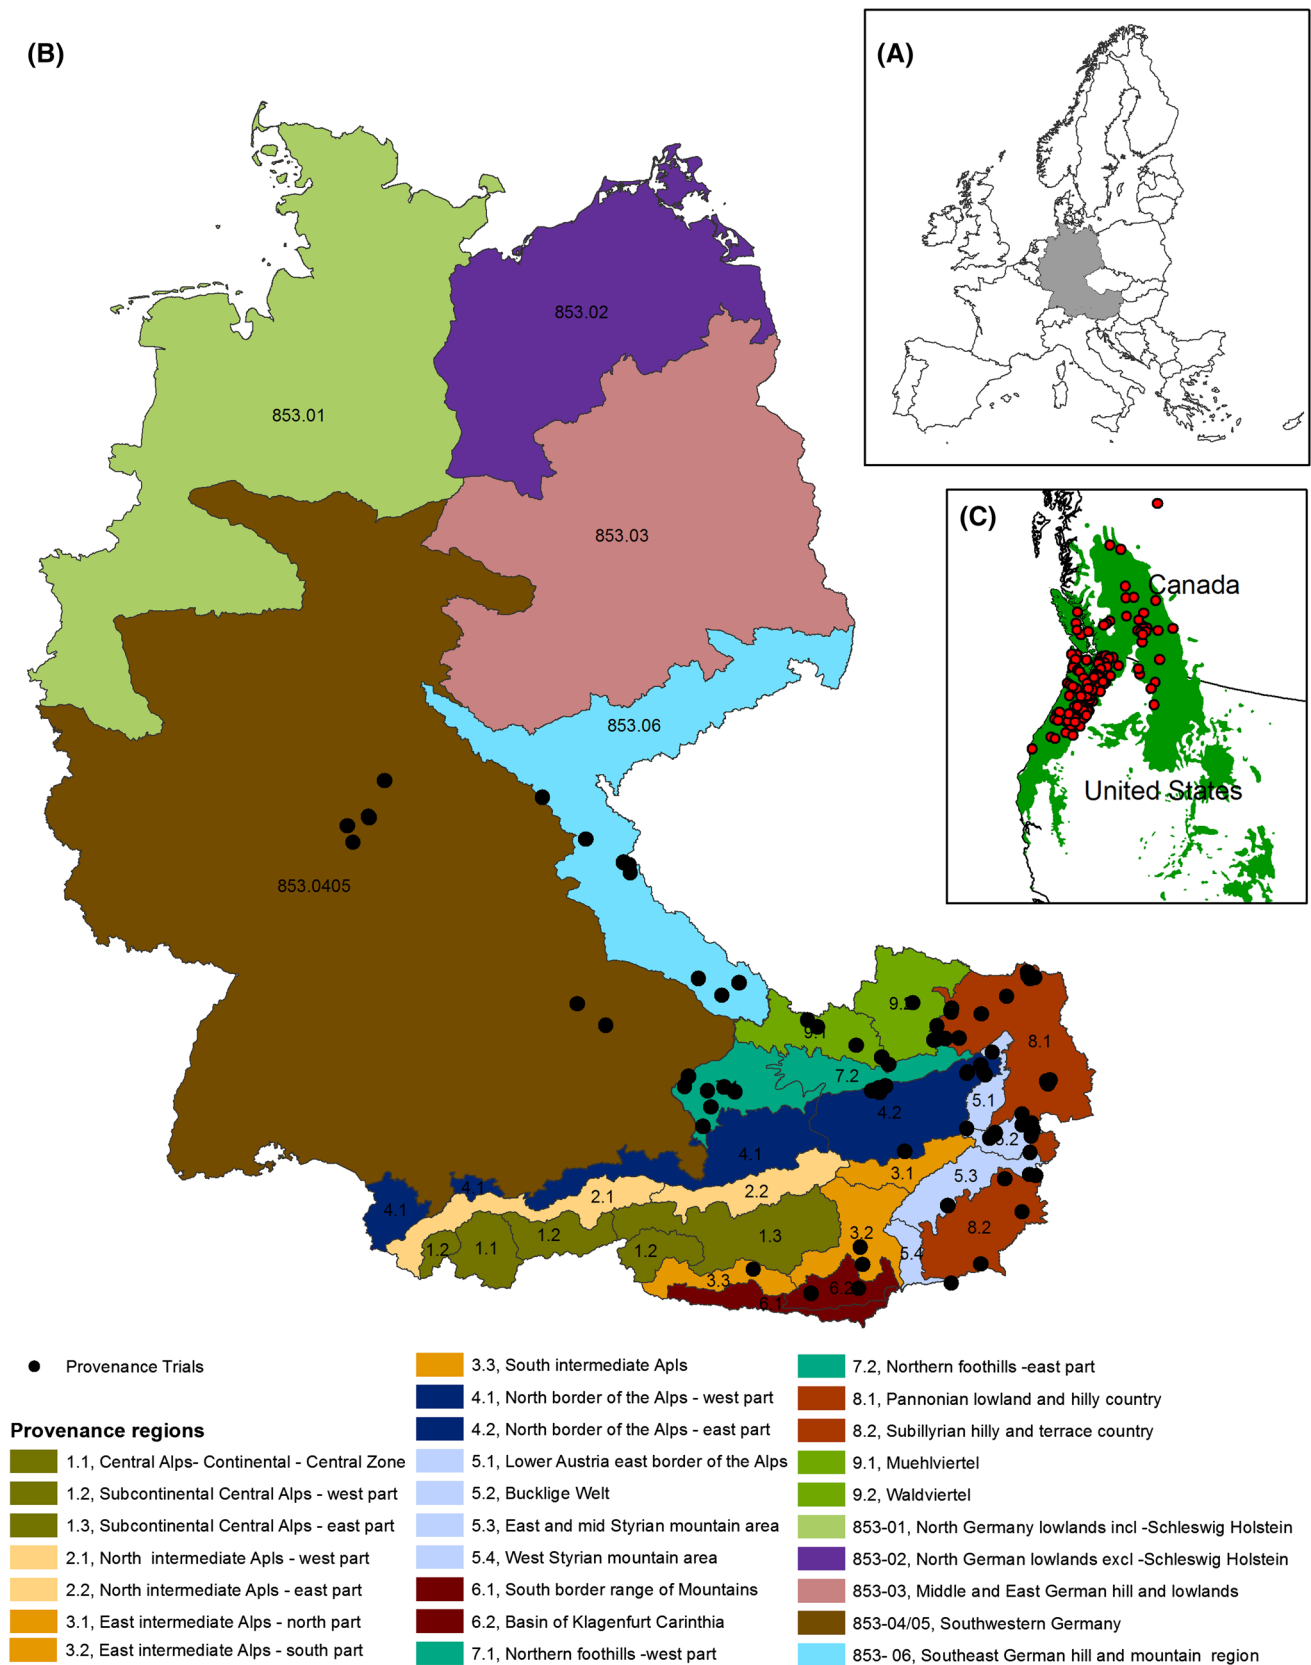 (B)
(A)
853.02
853.01
(C)
853.03
Canada
853.06
United States
853.0405
9.2
9.1
8.1
7.2
5.1
4.2
5.2
4.1
3.1
5.3
4.1
2.1
2.2
4.1
8.2
1.2
1.1
1.2
1.2
1.3
3.2
5.4
3.3
6.2
6.1
Provenance Trials
Provenance regions
1.1, Central Alps- Continental - Central Zone
1.2, Subcontinental Central Alps - west part
1.3, Subcontinental Central Alps - east part
2.1, North  intermediate Apls - west part
2.2, North intermediate Apls - east part
3.1, East intermediate Alps - north part
3.2, East intermediate Alps - south part
3.3, South intermediate Apls
4.1, North border of the Alps - west part
4.2, North border of the Alps - east part
5.1, Lower Austria east border of the Alps
5.2, Bucklige Welt
5.3, East and mid Styrian mountain area
5.4, West Styrian mountain area
6.1, South border range of Mountains
6.2, Basin of Klagenfurt Carinthia
7.1, Northern foothills -west part
7.2, Northern foothills -east part
8.1, Pannonian lowland and hilly country
8.2, Subillyrian hilly and terrace country
9.1, Muehlviertel
9.2, Waldviertel
853-01, North Germany lowlands incl -Schleswig Holstein
853-02, North German lowlands excl -Schleswig Holstein
853-03, Middle and East German hill and lowlands
853-04/05, Southwestern Germany
853- 06, Southeast German hill and mountain  region